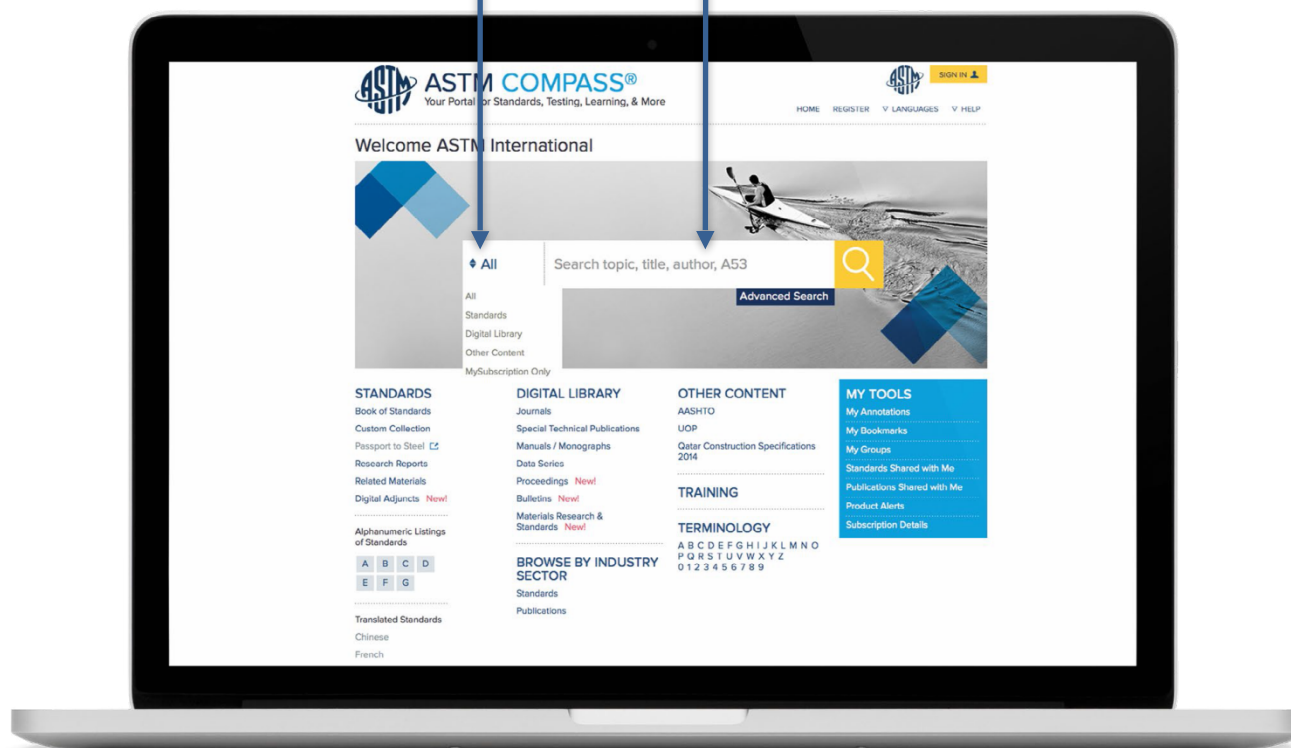 ASTM
ASTM COMPASS®
Your Portal for Standards, Testing, Learning, & More
ASTM
SIGN IN
HOME REGISTER V LANGUAGES V HELP
Welcome ASTM International
All
Search topic, title, author, A53
Advanced Search
All
Standards
Digital Library
Other Content
MySubscription Only
STANDARDS
Book of Standards
Custom Collection
Passport to Steel
Research Reports
Related Materials
Digital Adjuncts New!
Alphanumeric Listings
of Standards
A B C D
E F G
Translated Standards
Chinese
French
DIGITAL LIBRARY
Journals
Special Technical Publications
Manuals / Monographs
Data Series
Proceedings New!
Bulletins New!
Materials Research &
Standards New!
BROWSE BY INDUSTRY
SECTOR
Standards
Publications
OTHER CONTENT
AASHTO
UOP
Qatar Construction Specifications
2014
TRAINING
TERMINOLOGY
A B C D E F G H I J K L M N O
P Q R S T U V W X Y Z
0 1 2 3 4 5 6 7 8 9
MY TOOLS
My Annotations
My Bookmarks
My Groups
Standards Shared with Me
Publications Shared with Me
Product Alerts
Subscription Details